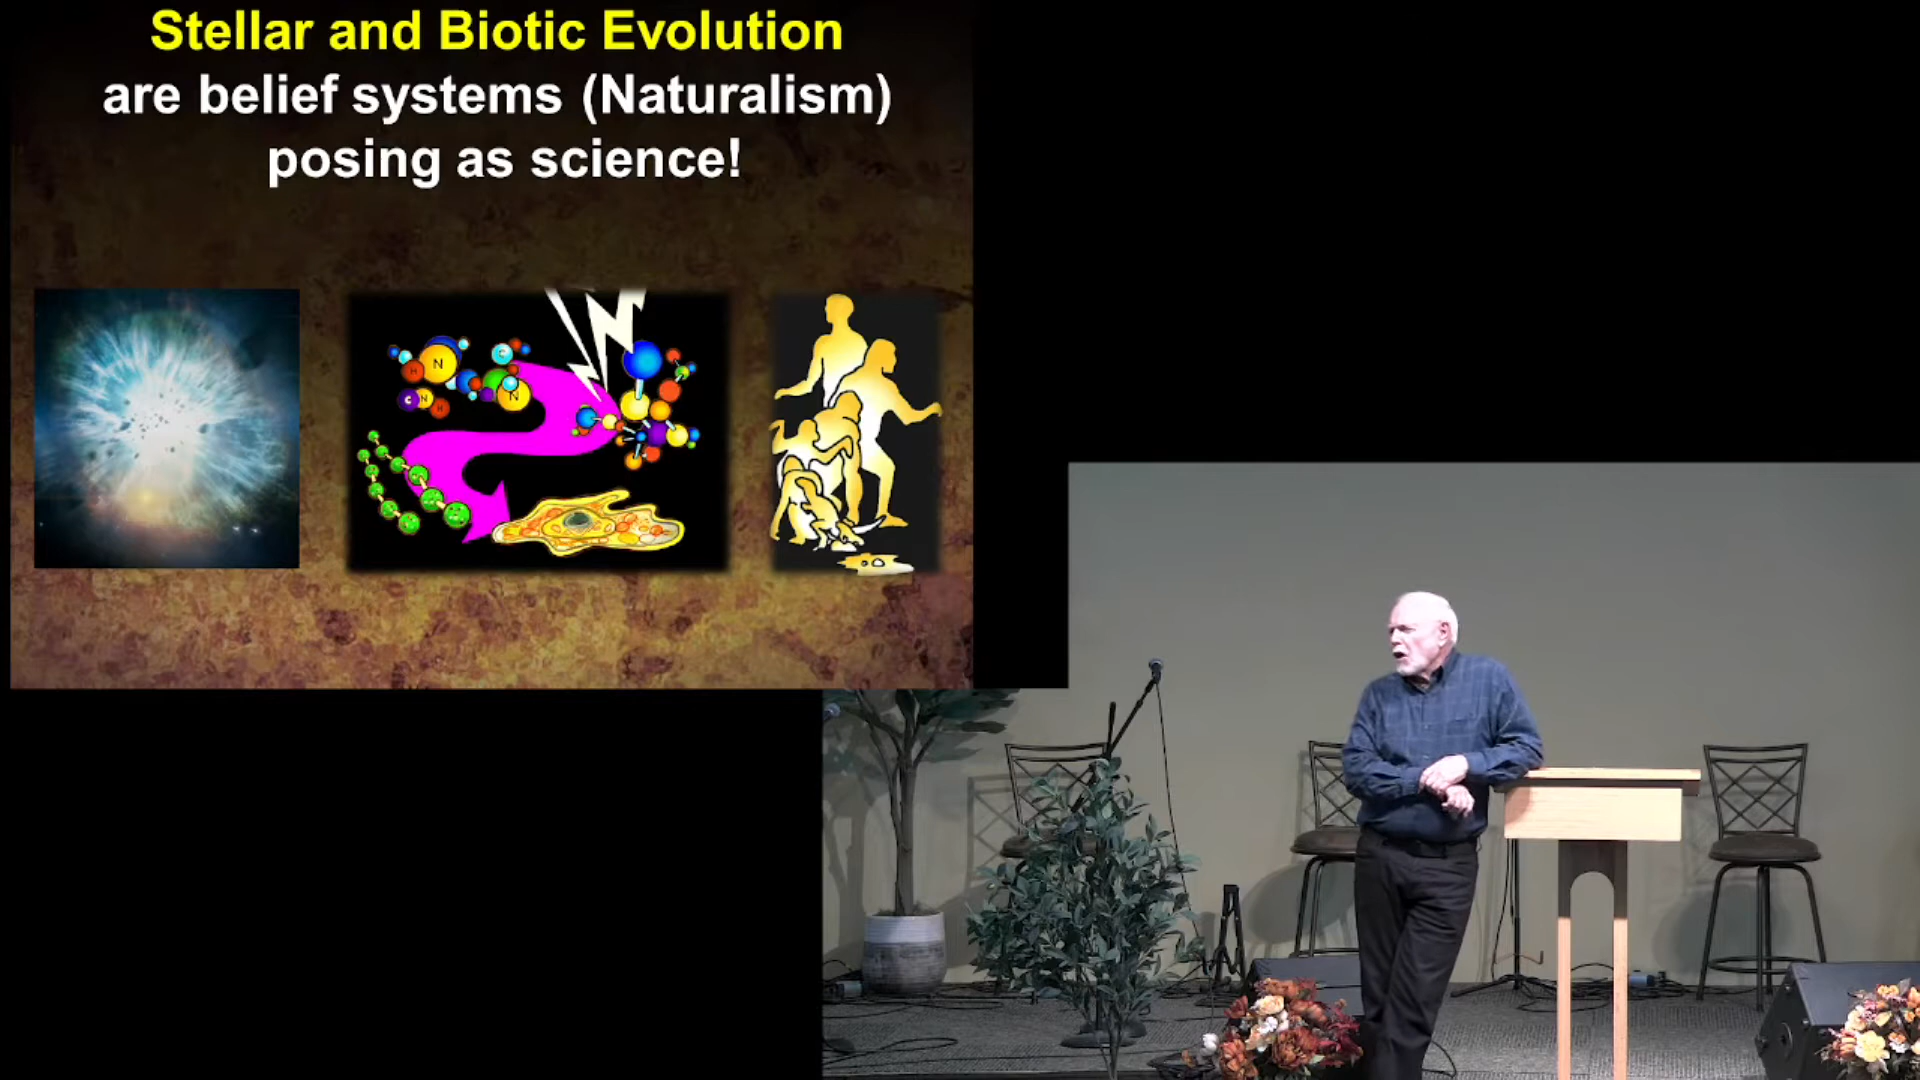 Stellar and Biotic Evolution
are belief systems (Naturalism)
posing as science!
N
C
H
N
C
N
H